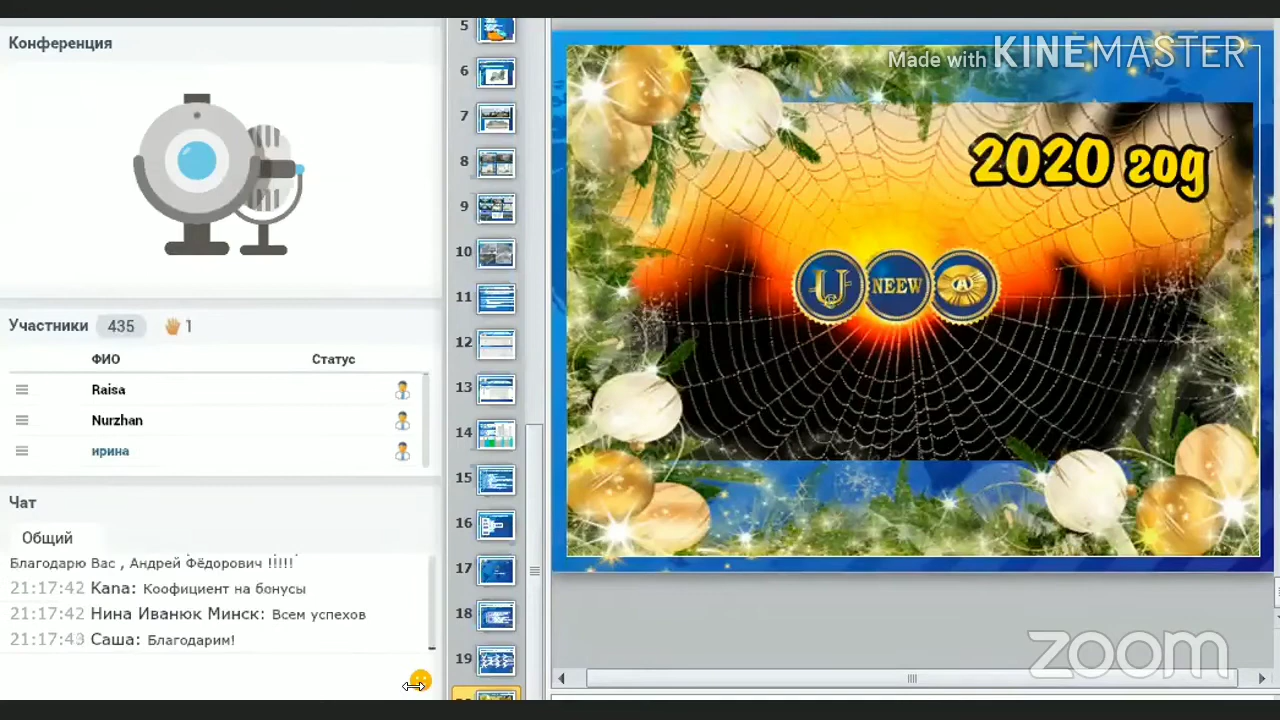 Конференция
Участники 435 1
ФИО Статус
Raisa
Nurzhan
ирина
Чат
Общий
Благодарю Вас , Андрей Фёдорович !!!!!
21:17:42 Kana: Коофициент на бонусы
21:17:42 Нина Иванюк Минск: Всем успехов
21:17:43 Саша: Благодарим!
5
6
7
8
9
10
11
12
13
14
15
16
17
18
19
Made with KINEMASTER
2020 год
U NEEW A
zoom